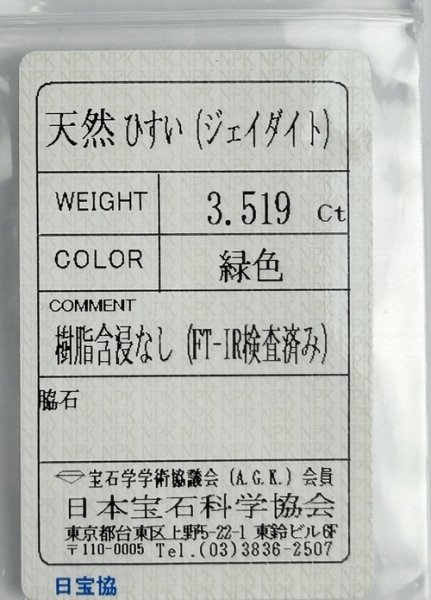 天然 ひすい (ジェイダイト)
WEIGHT 3.519 Ct
COLOR 緑色
COMMENT
樹脂含浸なし (FT-IR検査済み)
脇石
宝石学学術協議会 (A.G.K.) 会員
日本宝石科学協会
東京都台東区上野5-22-1 東鈴ビル6F
〒110-0005 Tel.(03)3836-2507
日宝協